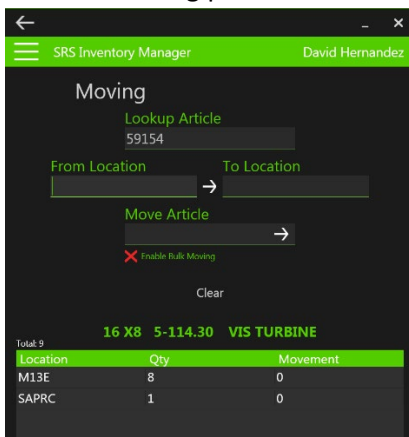 SRS Inventory Manager David Hernandez
Moving
Lookup Article
59154
From Location To Location
Move Article
Enable Bulk Moving
Clear
16 X8 5-114.30 VIS TURBINE
Total: 9
Location Qty Movement
M13E 8 0
SAPRC 1 0